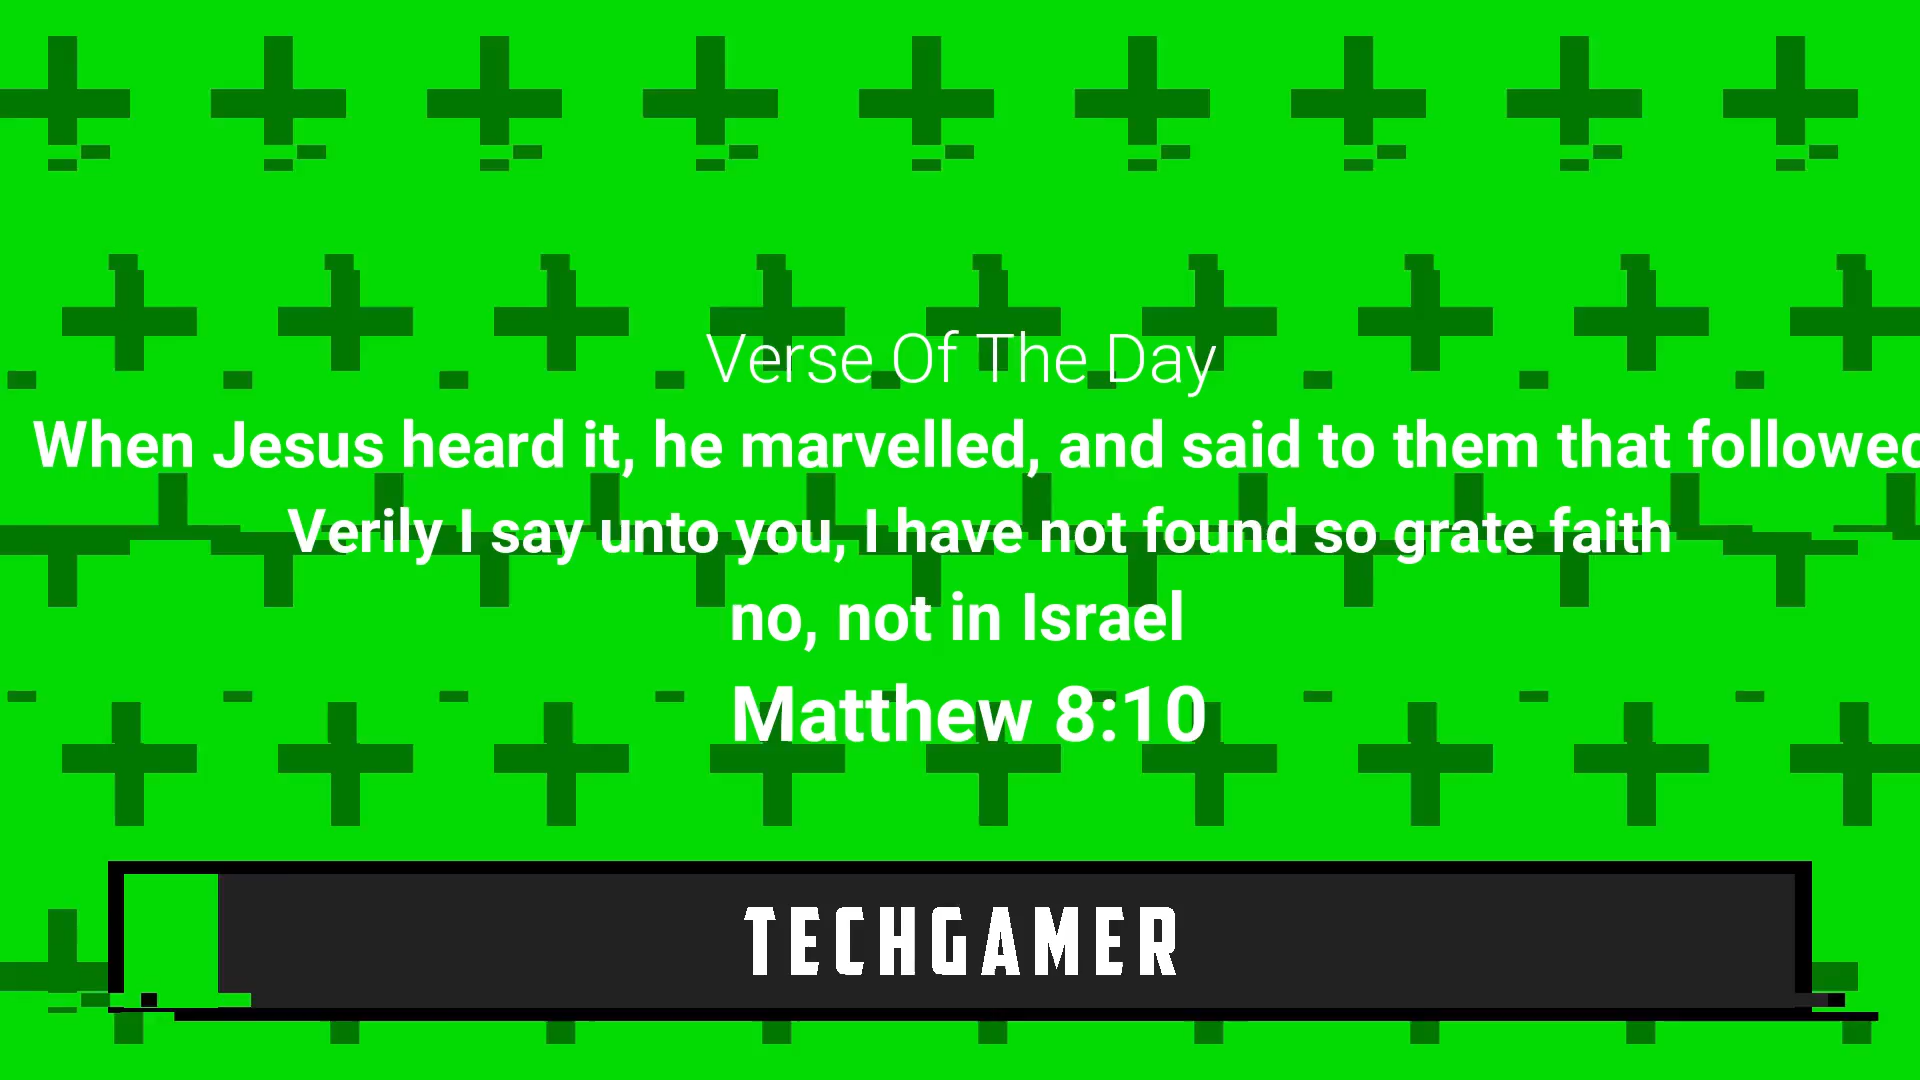 Verse Of The Day
When Jesus heard it, he marvelled, and said to them that followed
Verily I say unto you, I have not found so grate faith
no, not in Israel
Matthew 8:10
TECHGAMER